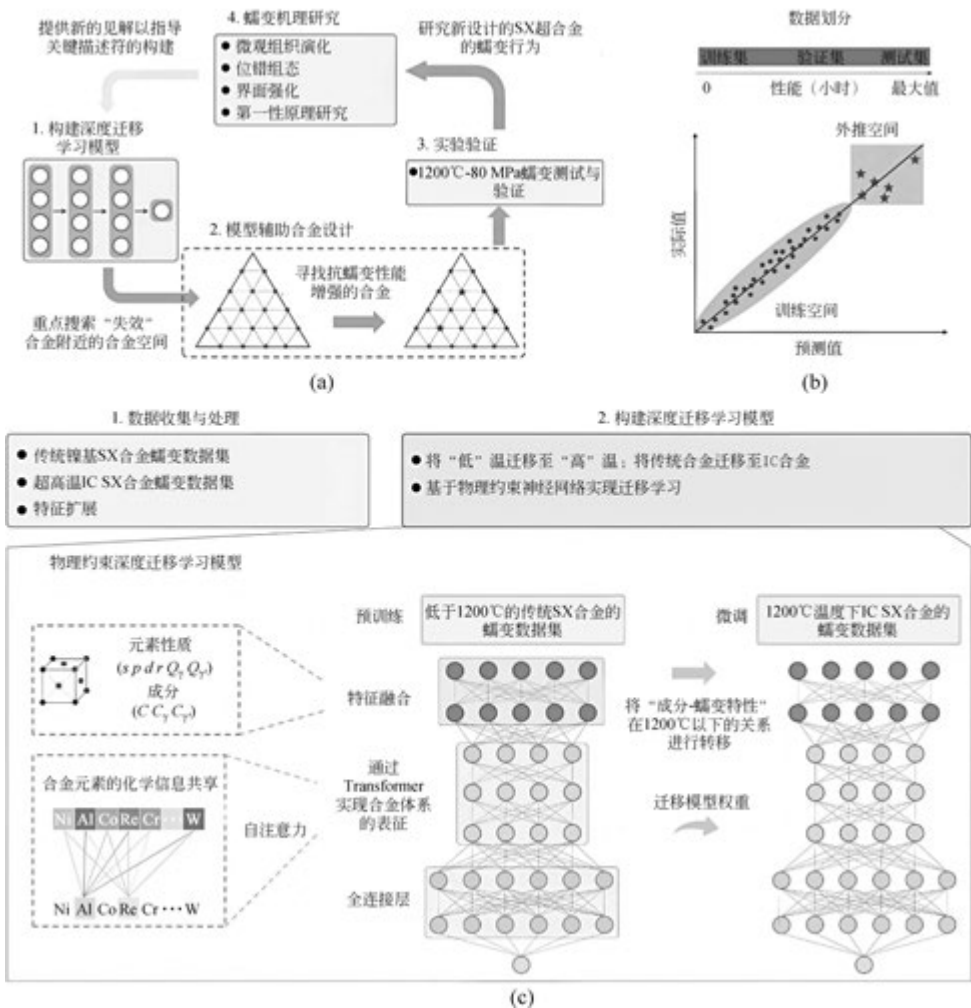 4. 蠕变机理研究
● 微观组织演化
● 位错组态
● 界面强化
● 第一性原理研究
提供新的见解以指导
关键描述符的构建
研究新设计的SX超合金
的蠕变行为
1. 构建深度迁移
学习模型
3. 实验验证
●1200℃-80 MPa蠕变测试与
验证
2. 模型辅助合金设计
寻找抗蠕变性能
增强的合金
重点搜索“失效”
合金附近的合金空间
(a)
数据划分
训练集 验证集 测试集
0 性能（小时） 最大值
外推空间
实际值
训练空间
预测值
(b)
1. 数据收集与处理
● 传统镍基SX合金蠕变数据集
● 超高温IC SX合金蠕变数据集
● 特征扩展
2. 构建深度迁移学习模型
● 将“低”温迁移至“高”温；将传统合金迁移至IC合金
● 基于物理约束神经网络实现迁移学习
物理约束深度迁移学习模型
元素性质
(s p d r Qγ Qγ′)
成分
(C Cγ Cγ′)
合金元素的化学信息共享
Ni Al Co Re Cr ··· W
Ni Al Co Re Cr ··· W
自注意力
预训练
低于1200℃的传统SX合金的
蠕变数据集
特征融合
通过
Transformer
实现合金体系
的表征
全连接层
微调
1200℃温度下IC SX合金的
蠕变数据集
将“成分-蠕变特性”
在1200℃以下的关系
进行转移
迁移模型权重
(c)